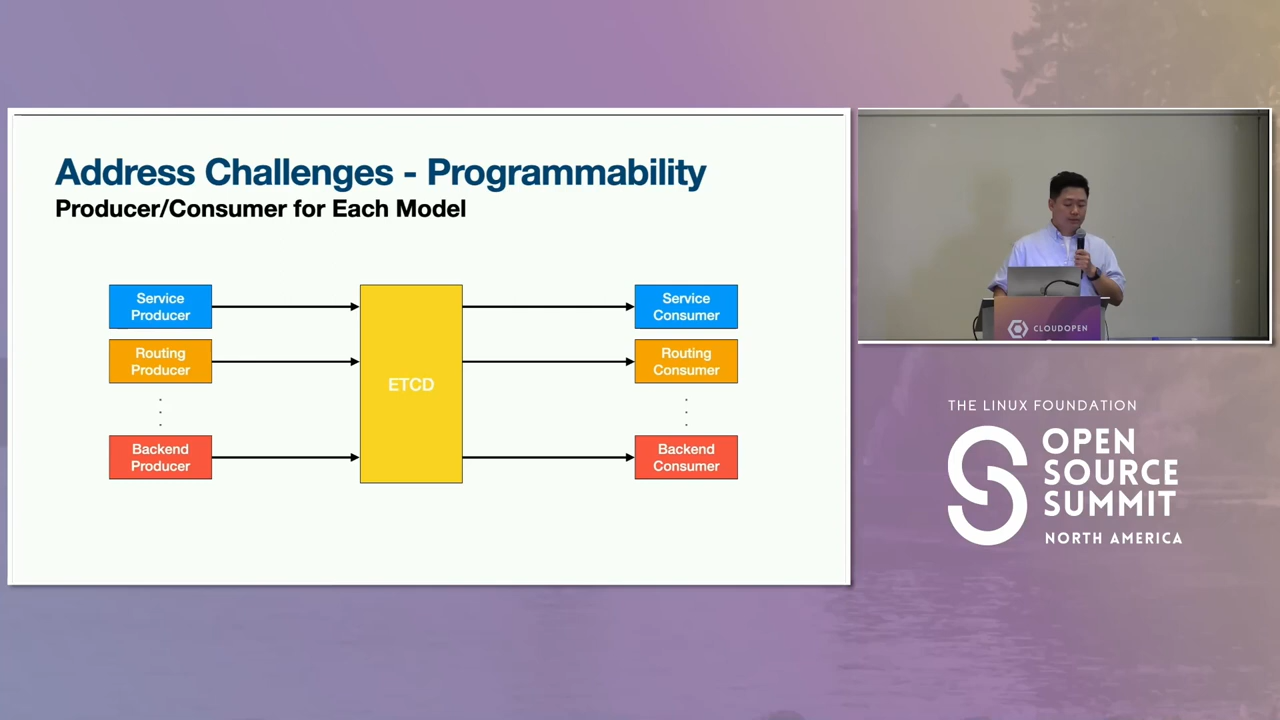 Address Challenges - Programmability
Producer/Consumer for Each Model
Service
Producer
Routing
Producer
Backend
Producer
ETCD
Service
Consumer
Routing
Consumer
Backend
Consumer
CLOUDOPEN
THE LINUX FOUNDATION
OPEN
SOURCE
SUMMIT
NORTH AMERICA